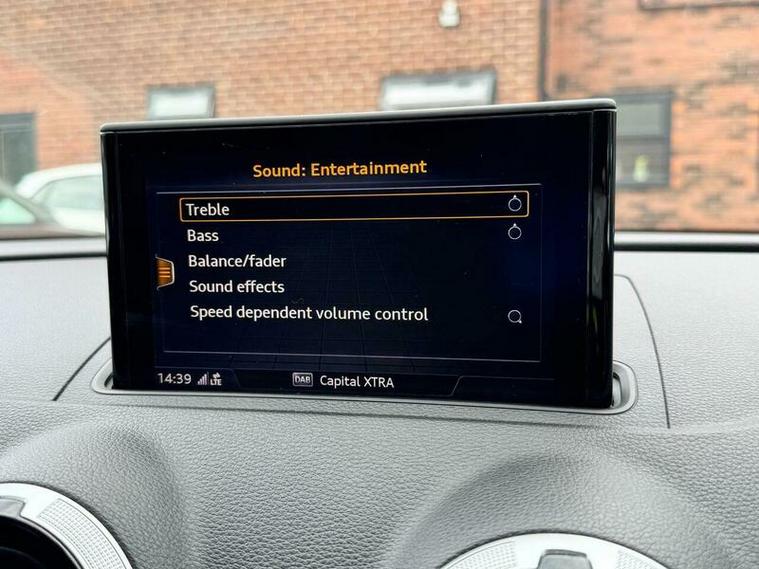 Sound: Entertainment
Treble
Bass
Balance/fader
Sound effects
Speed dependent volume control
14:39 LTE DAB Capital XTRA